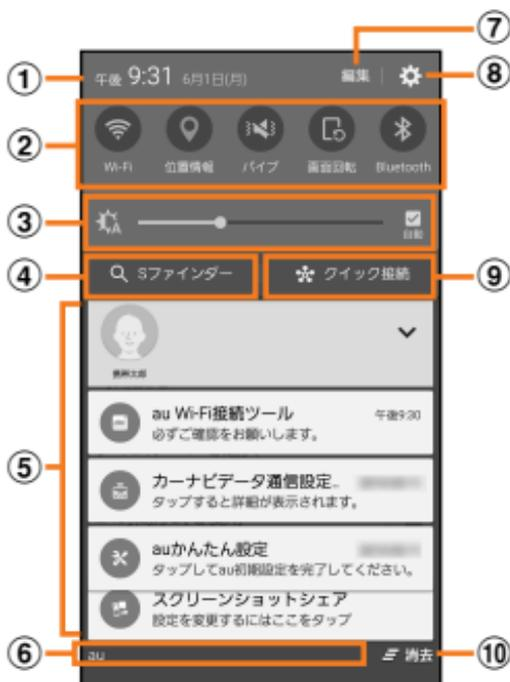 ⑦
① 午後 9:31 6月1日(月) 編集 ⑧
②
Wi-Fi 位置情報 バイブ 画面回転 Bluetooth
③ A 自動
④ Sファインダー クイック接続 ⑨
⑤
au Wi-Fi接続ツール 午後9:30
必ずご確認をお願いします。
カーナビデータ通信設定..
タップすると詳細が表示されます。
auかんたん設定
タップしてau初期設定を完了してください。
スクリーンショットシェア
設定を変更するにはここをタップ
⑥ au 消去 ⑩